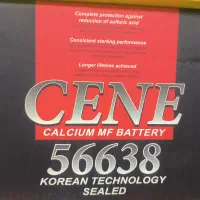 Complete protection against
reduction of sulfuric acid
Consistent starting performance
Longer lifetime achieved
CENE
CALCIUM MF BATTERY
56638
KOREAN TECHNOLOGY
SEALED